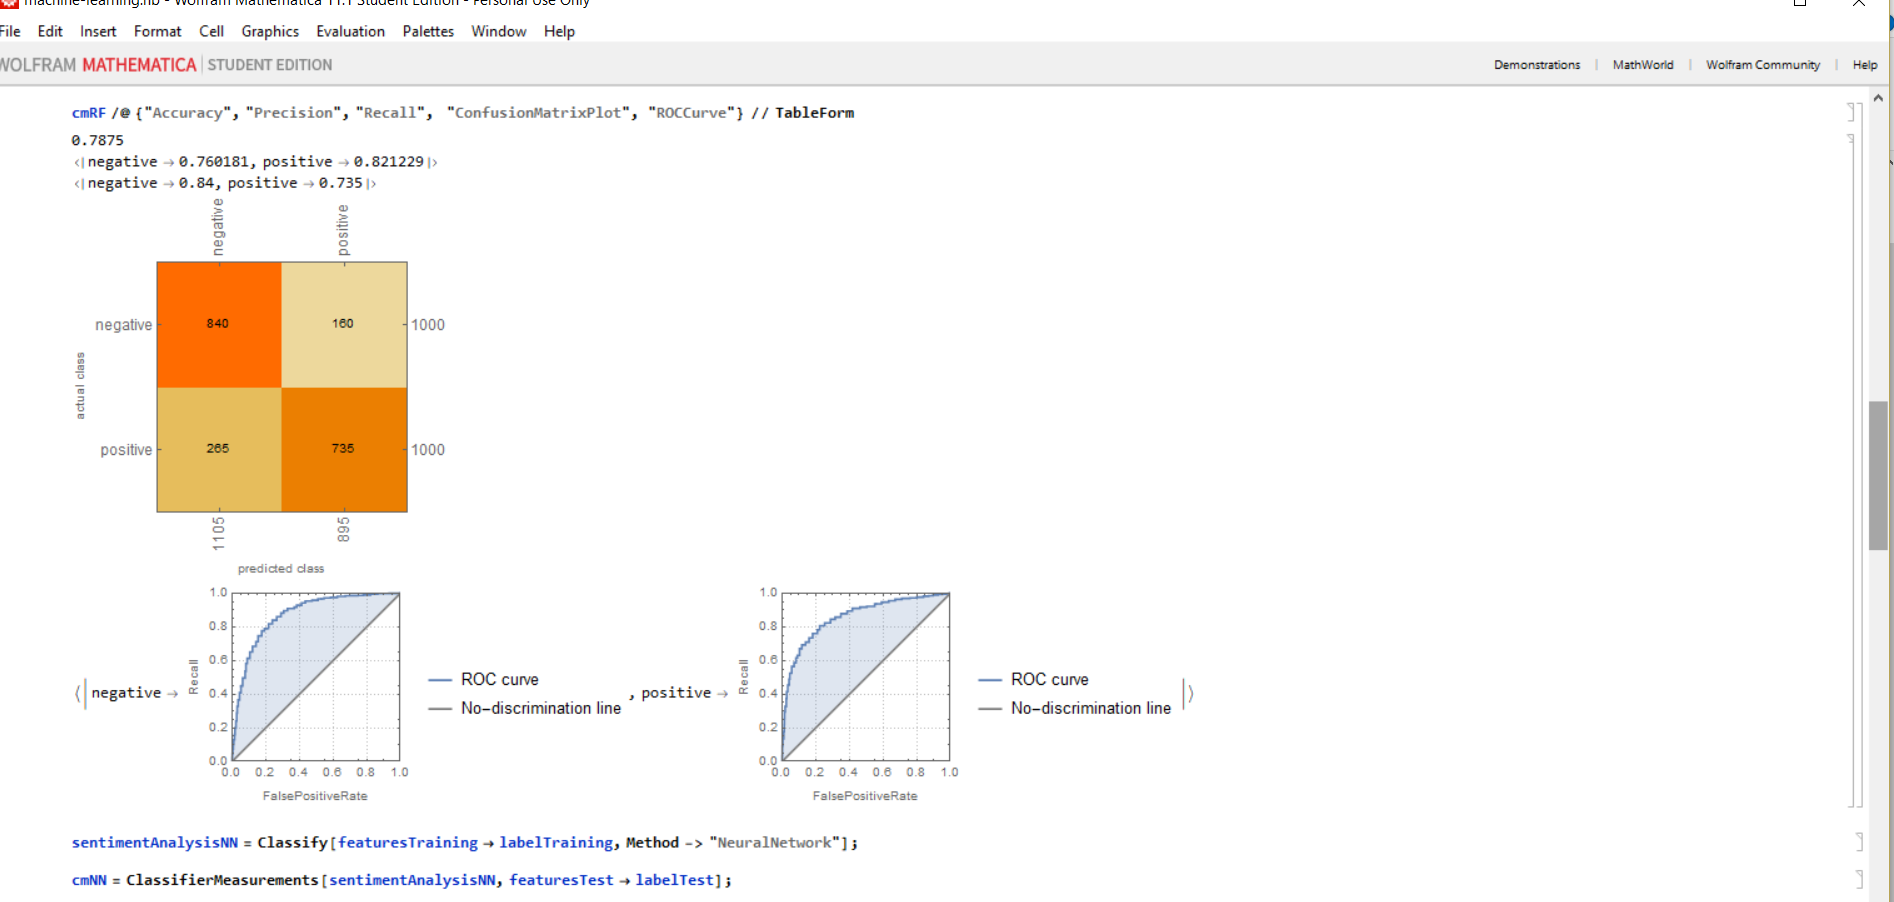 machine-learning.nb - Wolfram Mathematica 11.1 Student Edition - Personal Use Only
File Edit Insert Format Cell Graphics Evaluation Palettes Window Help
WOLFRAM MATHEMATICA STUDENT EDITION
Demonstrations | MathWorld | Wolfram Community | Help
cmRF /@ {"Accuracy", "Precision", "Recall", "ConfusionMatrixPlot", "ROCCurve"} // TableForm
0.7875
<|negative → 0.760181, positive → 0.821229|>
<|negative → 0.84, positive → 0.735|>
negative positive
negative 840 160 1000
actual class
positive 265 735 1000
1105 895
predicted class
<|negative →
Recall
1.0
0.8
0.6
0.4
0.2
0.0
0.0 0.2 0.4 0.6 0.8 1.0
FalsePositiveRate
ROC curve
No-discrimination line
, positive →
Recall
1.0
0.8
0.6
0.4
0.2
0.0
0.0 0.2 0.4 0.6 0.8 1.0
FalsePositiveRate
ROC curve
No-discrimination line
|>
sentimentAnalysisNN = Classify[featuresTraining → labelTraining, Method -> "NeuralNetwork"];
cmNN = ClassifierMeasurements[sentimentAnalysisNN, featuresTest → labelTest];